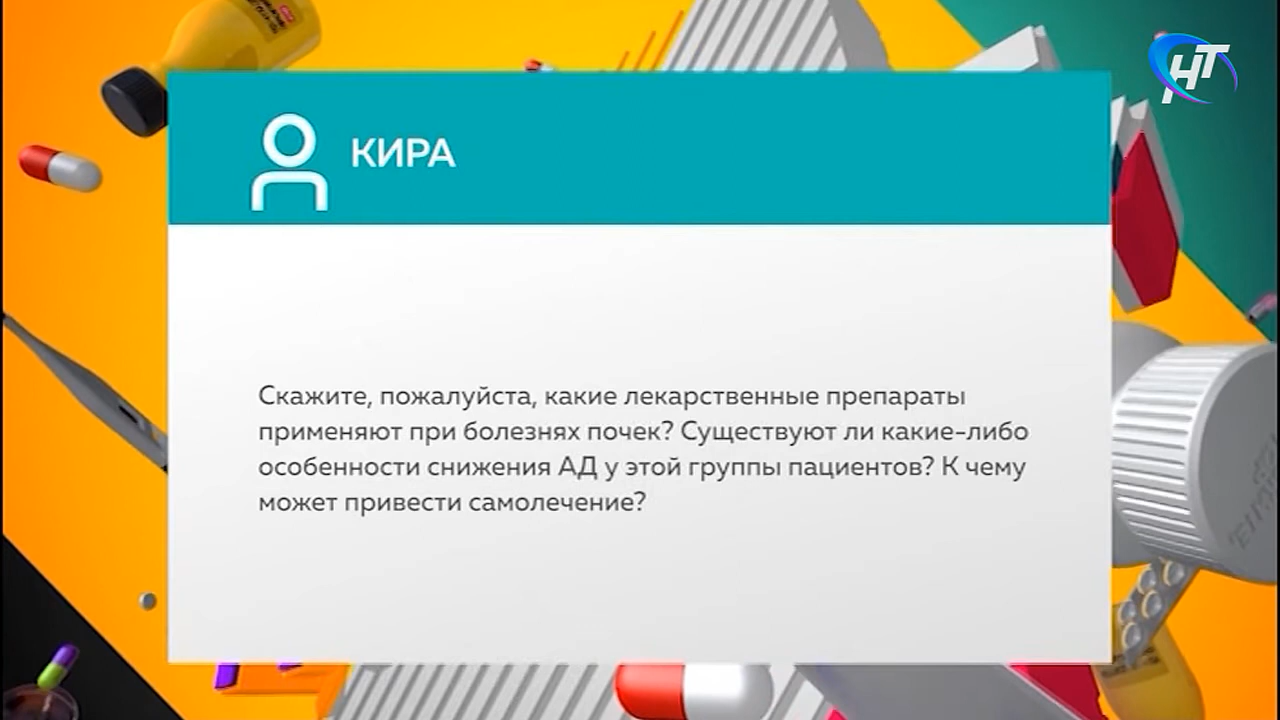 НТ
КИРА
Скажите, пожалуйста, какие лекарственные препараты
применяют при болезнях почек? Существуют ли какие-либо
особенности снижения АД у этой группы пациентов? К чему
может привести самолечение?